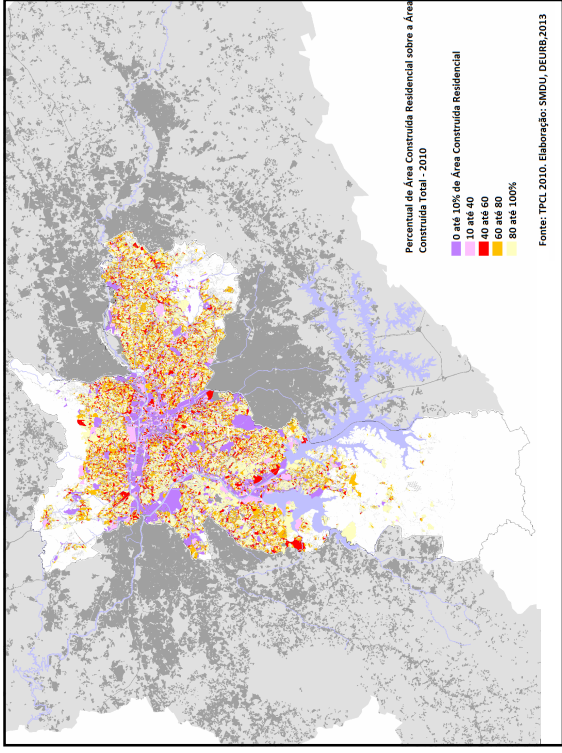 Percentual de Área Construída Residencial sobre a Área
Construída Total - 2010
0 até 10% de Área Construída Residencial
10 até 40
40 até 60
60 até 80
80 até 100%
Fonte: TPCL 2010. Elaboração: SMDU, DEURB,2013